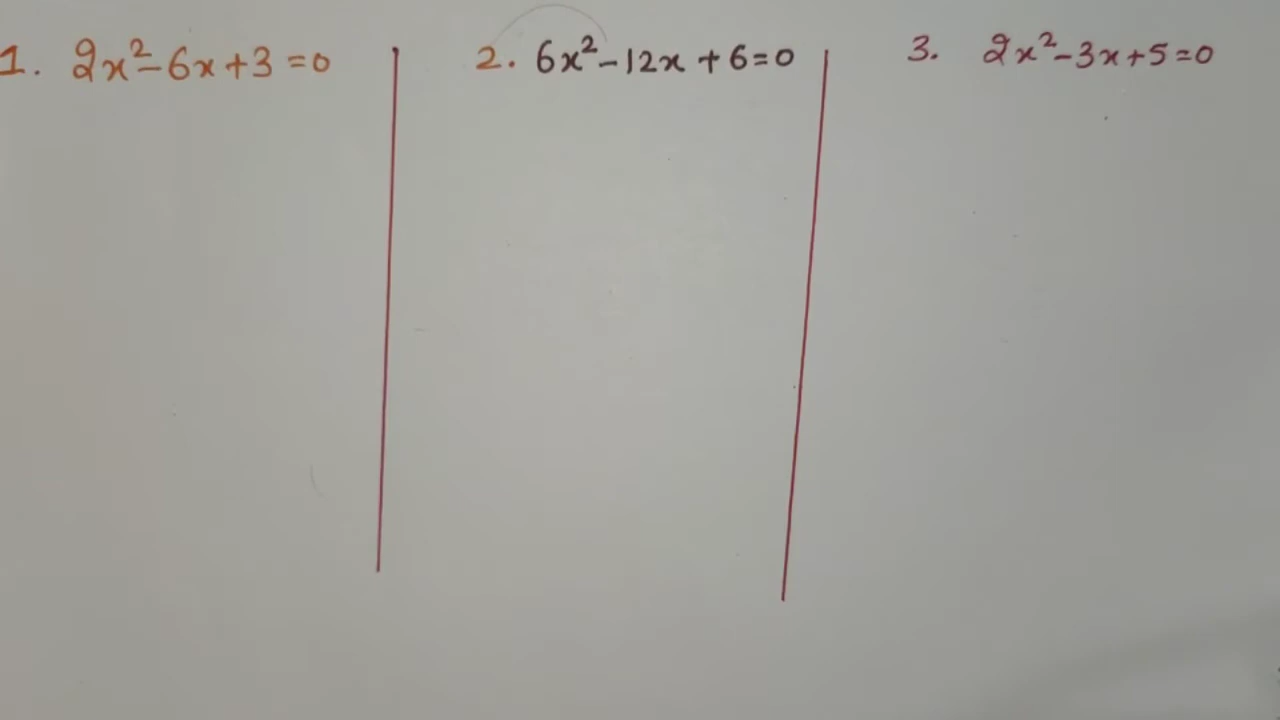 1. 2x²-6x+3=0
2. 6x²-12x+6=0
3. 2x²-3x+5=0